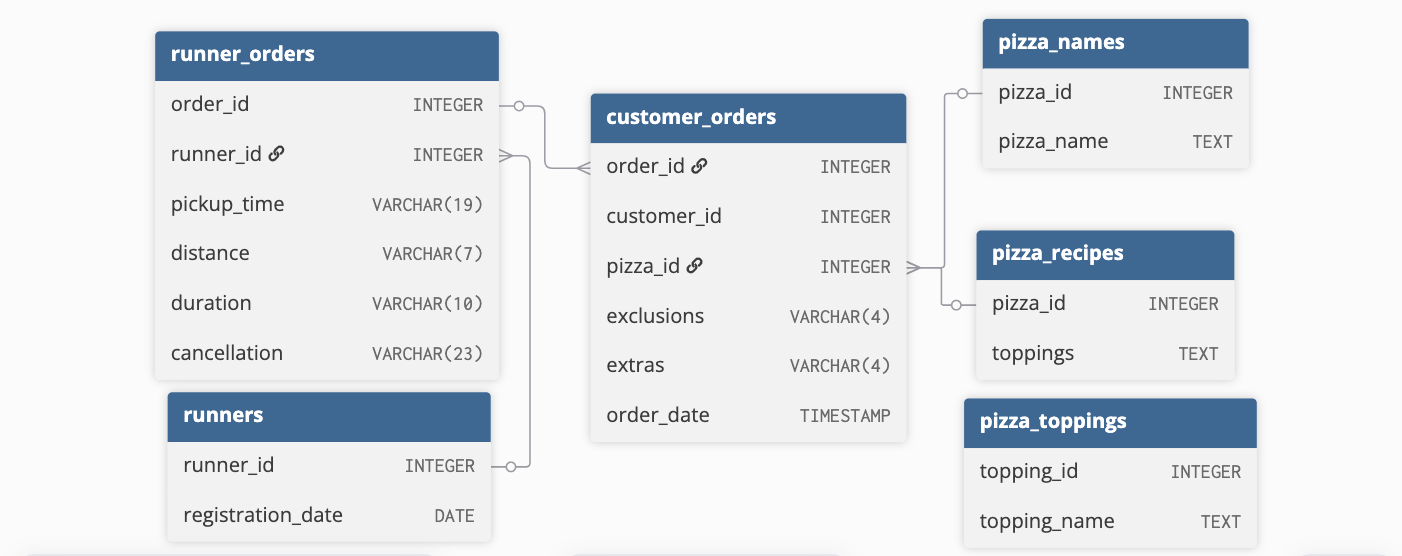 runner_orders
order_id INTEGER
runner_id INTEGER
pickup_time VARCHAR(19)
distance VARCHAR(7)
duration VARCHAR(10)
cancellation VARCHAR(23)
runners
runner_id INTEGER
registration_date DATE
customer_orders
order_id INTEGER
customer_id INTEGER
pizza_id INTEGER
exclusions VARCHAR(4)
extras VARCHAR(4)
order_date TIMESTAMP
pizza_names
pizza_id INTEGER
pizza_name TEXT
pizza_recipes
pizza_id INTEGER
toppings TEXT
pizza_toppings
topping_id INTEGER
topping_name TEXT